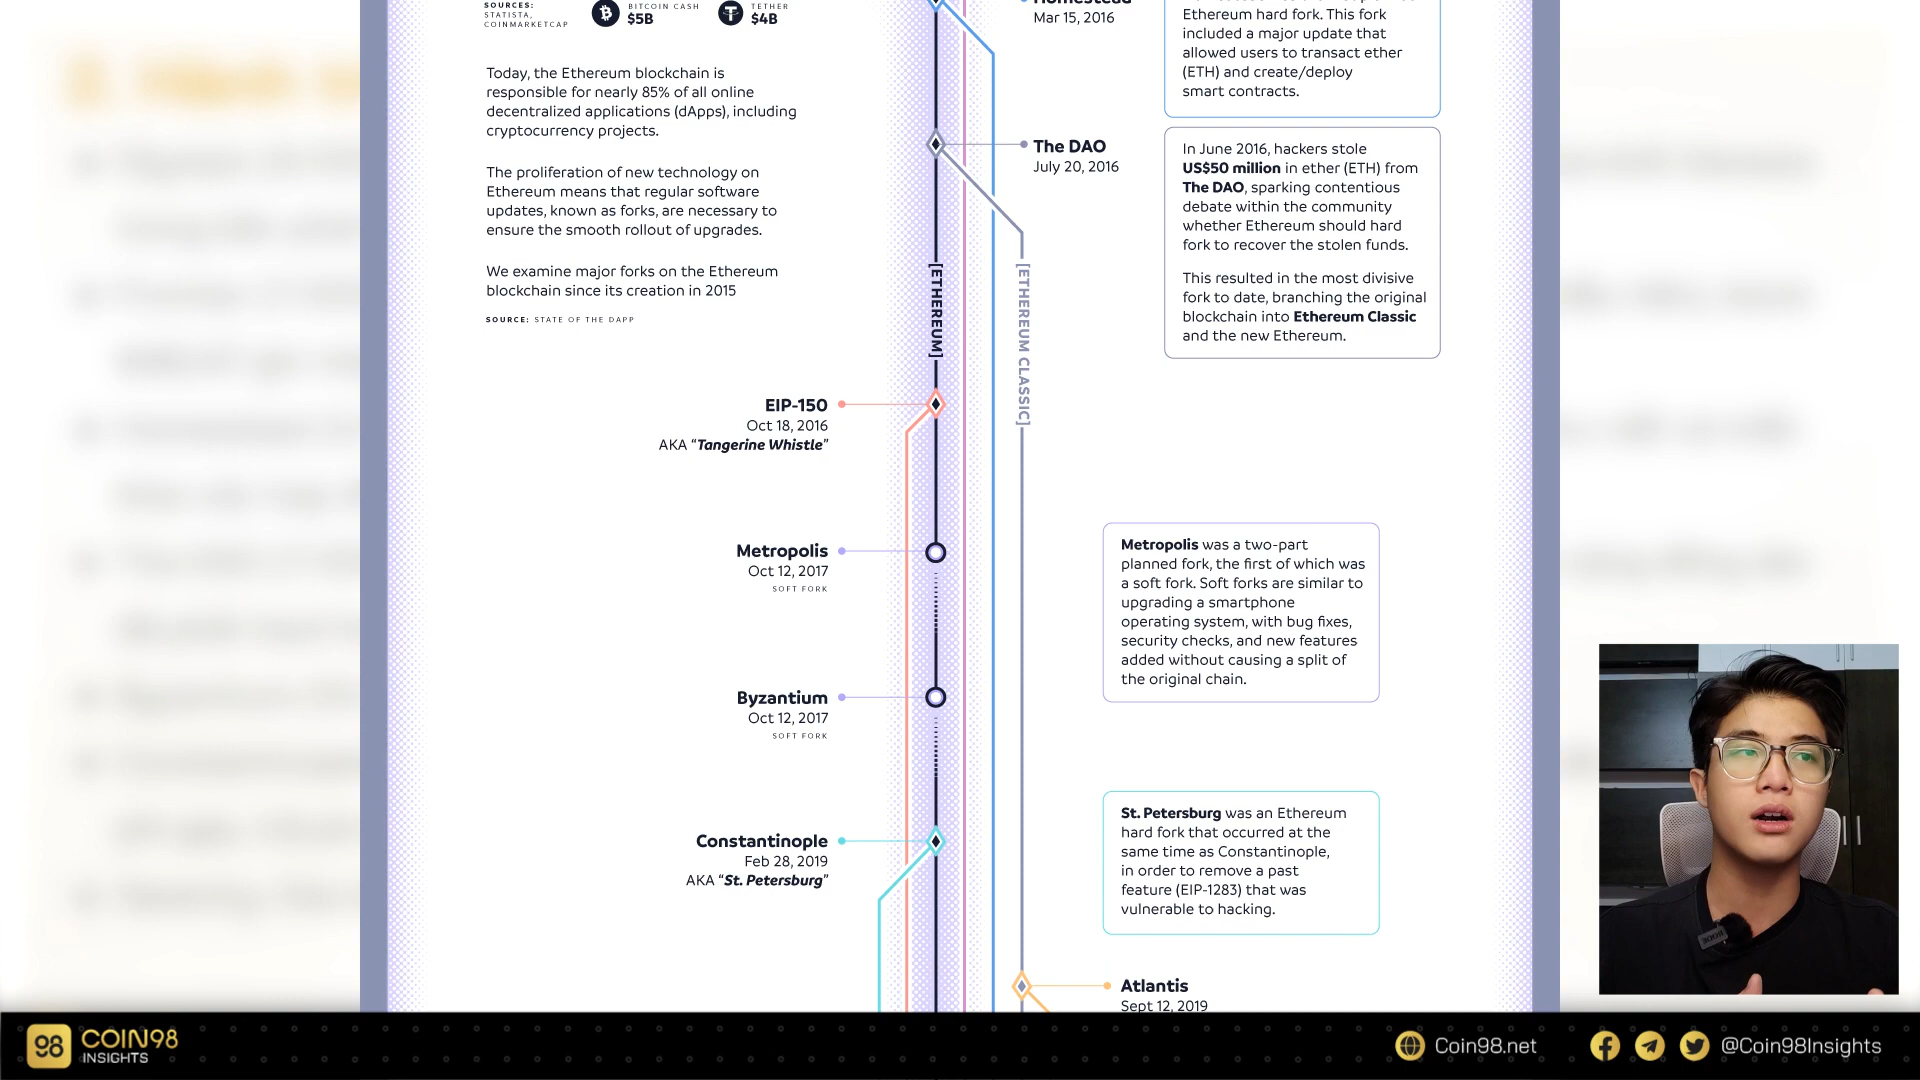 SOURCES:
STATISTA,
COINMARKETCAP
BITCOIN CASH
$5B
TETHER
$4B
Today, the Ethereum blockchain is
responsible for nearly 85% of all online
decentralized applications (dApps), including
cryptocurrency projects.
The proliferation of new technology on
Ethereum means that regular software
updates, known as forks, are necessary to
ensure the smooth rollout of upgrades.
We examine major forks on the Ethereum
blockchain since its creation in 2015
SOURCE: STATE OF THE DAPP
Homestead
Mar 15, 2016
Ethereum hard fork. This fork
included a major update that
allowed users to transact ether
(ETH) and create/deploy
smart contracts.
The DAO
July 20, 2016
In June 2016, hackers stole
US$50 million in ether (ETH) from
The DAO, sparking contentious
debate within the community
whether Ethereum should hard
fork to recover the stolen funds.
This resulted in the most divisive
fork to date, branching the original
blockchain into Ethereum Classic
and the new Ethereum.
[ETHEREUM]
[ETHEREUM CLASSIC]
EIP-150
Oct 18, 2016
AKA “Tangerine Whistle”
Metropolis
Oct 12, 2017
SOFT FORK
Metropolis was a two-part
planned fork, the first of which was
a soft fork. Soft forks are similar to
upgrading a smartphone
operating system, with bug fixes,
security checks, and new features
added without causing a split of
the original chain.
Byzantium
Oct 12, 2017
SOFT FORK
Constantinople
Feb 28, 2019
AKA “St. Petersburg”
St. Petersburg was an Ethereum
hard fork that occurred at the
same time as Constantinople,
in order to remove a past
feature (EIP-1283) that was
vulnerable to hacking.
Atlantis
Sept 12, 2019
RODE
98
COIN98
INSIGHTS
Coin98.net
@Coin98Insights